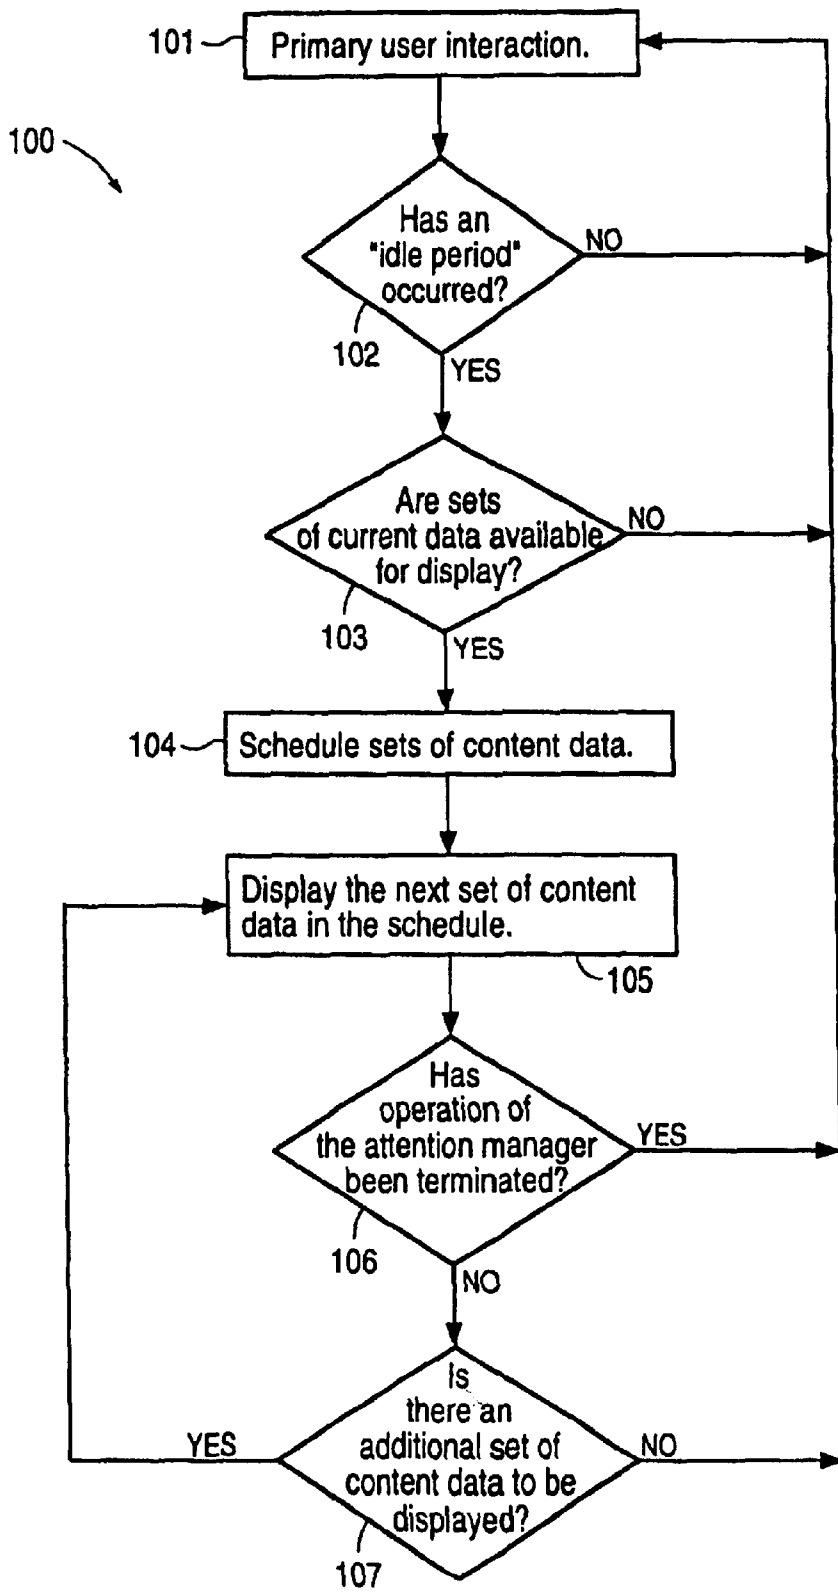 101
Primary user interaction.
100
Has an
"idle period"
occurred?
NO
102
YES
Are sets
of current data available
for display?
NO
103
YES
104
Schedule sets of content data.
Display the next set of content
data in the schedule.
105
Has
operation of
the attention manager
been terminated?
YES
106
NO
Is
there an
additional set of
content data to be
displayed?
YES
NO
107